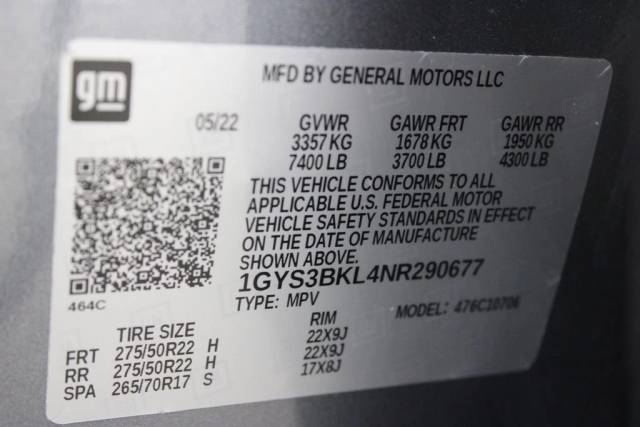 gm
MFD BY GENERAL MOTORS LLC
05/22 GVWR GAWR FRT GAWR RR
3357 KG 1678 KG 1950 KG
7400 LB 3700 LB 4300 LB
THIS VEHICLE CONFORMS TO ALL
APPLICABLE U.S. FEDERAL MOTOR
VEHICLE SAFETY STANDARDS IN EFFECT
ON THE DATE OF MANUFACTURE
SHOWN ABOVE.
1GYS3BKL4NR290677
464C
TYPE: MPV MODEL: 476C10706
TIRE SIZE RIM
FRT 275/50R22 H 22X9J
RR 275/50R22 H 22X9J
SPA 265/70R17 S 17X8J